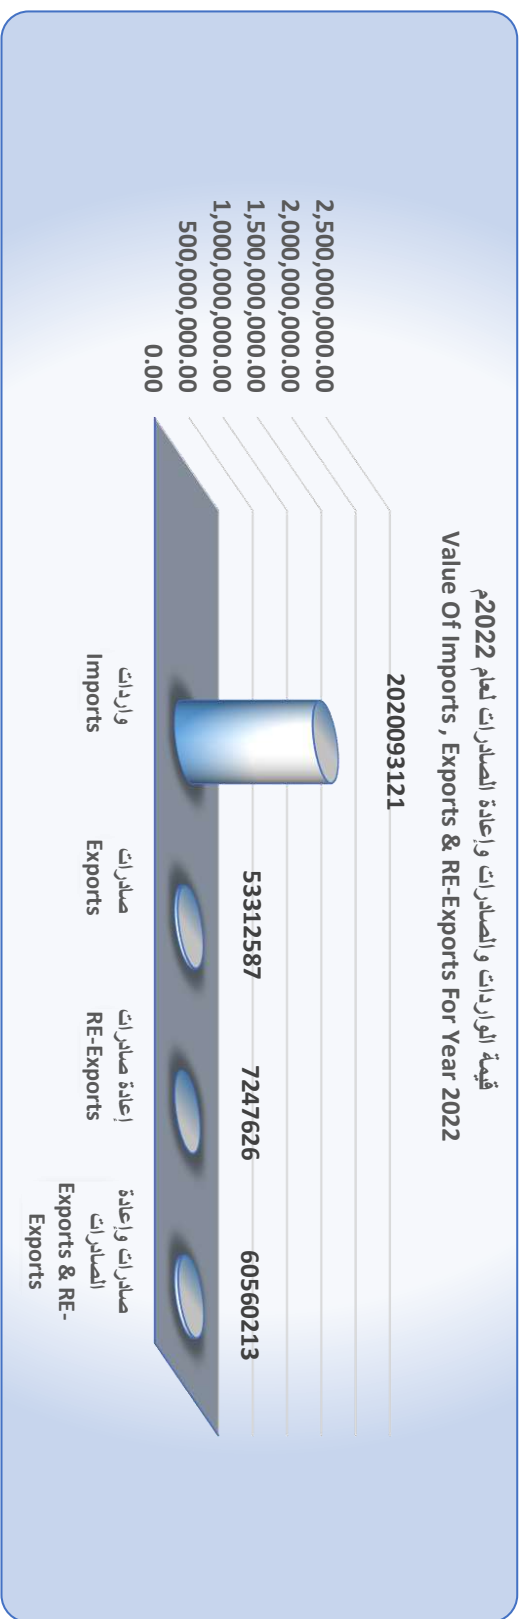 قيمة الواردات والصادرات وإعادة الصادرات لعام 2022م
Value Of Imports , Exports & RE-Exports For Year 2022
2,500,000,000.00
2,000,000,000.00
1,500,000,000.00
1,000,000,000.00
500,000,000.00
0.00
2020093121
53312587
7247626
60560213
واردات
Imports
صادرات
Exports
إعادة صادرات
RE-Exports
صادرات وإعادة
الصادرات
Exports & RE-
Exports